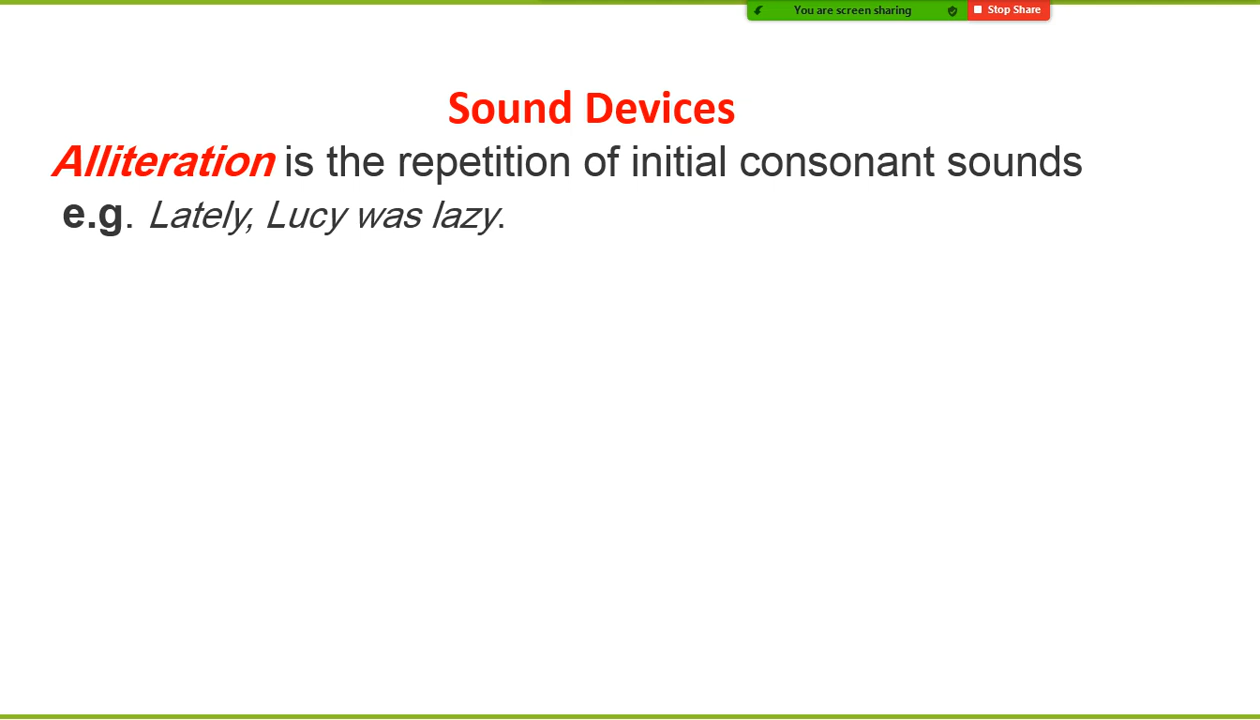 You are screen sharing Stop Share
Sound Devices
Alliteration is the repetition of initial consonant sounds
e.g. Lately, Lucy was lazy.